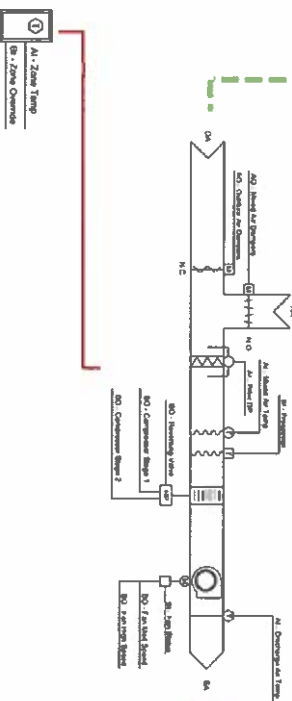 AI - Zone Temp
BI - Zone Override
T
OA
AO - Mixed Air Dampers
AO - Outdoor Air Dampers
M
M
N.C
N.O
AI - Filter DP
AI - Mixed Air Temp
BO - Reversing Valve
BO - Compressor Stage 1
BO - Compressor Stage 2
HP
BO - Fan Med Speed
BO - Fan High Speed
AI - Discharge Air Temp
SA